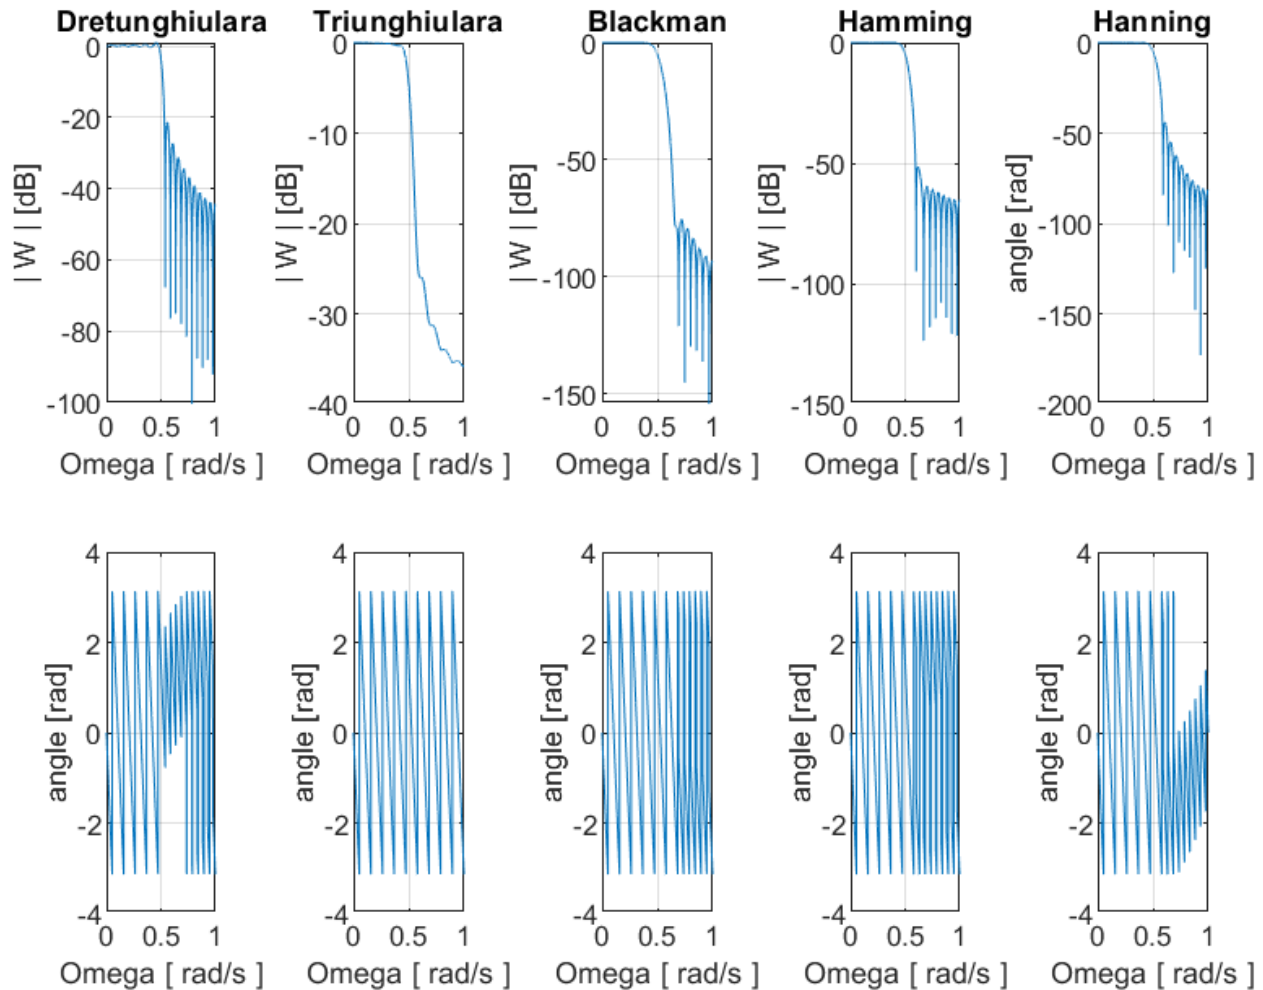 Dretunghiulara
Triunghiulara
Blackman
Hamming
Hanning
0
-20
-40
-60
-80
-100
| W | [dB]
0 0.5 1
Omega [ rad/s ]
0
-10
-20
-30
-40
| W | [dB]
0 0.5 1
Omega [ rad/s ]
0
-50
-100
-150
| W | [dB]
0 0.5 1
Omega [ rad/s ]
0
-50
-100
-150
| W | [dB]
0 0.5 1
Omega [ rad/s ]
0
-50
-100
-150
-200
angle [rad]
0 0.5 1
Omega [ rad/s ]
4
2
0
-2
-4
angle [rad]
0 0.5 1
Omega [ rad/s ]
4
2
0
-2
-4
angle [rad]
0 0.5 1
Omega [ rad/s ]
4
2
0
-2
-4
angle [rad]
0 0.5 1
Omega [ rad/s ]
4
2
0
-2
-4
angle [rad]
0 0.5 1
Omega [ rad/s ]
4
2
0
-2
-4
angle [rad]
0 0.5 1
Omega [ rad/s ]